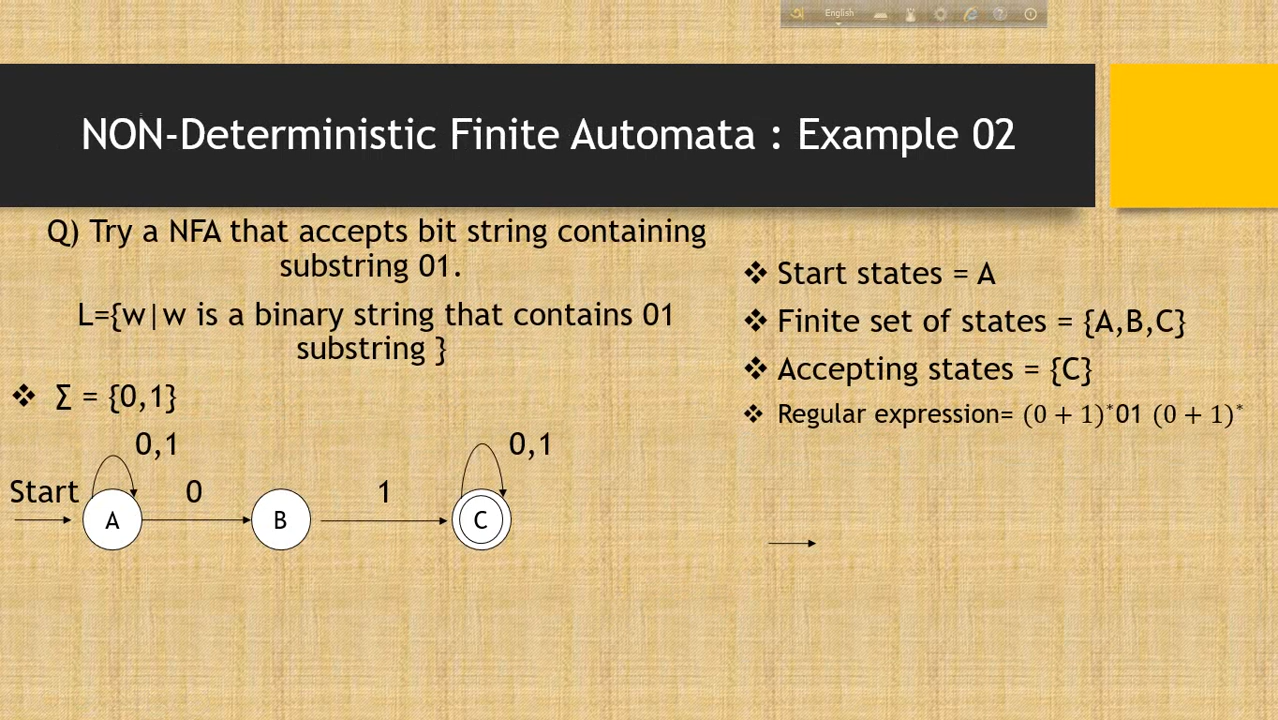 English
NON-Deterministic Finite Automata : Example 02
Q) Try a NFA that accepts bit string containing
substring 01.
L={w|w is a binary string that contains 01
substring }
❖ Σ = {0,1}
0,1
0,1
Start
0
1
A
B
C
❖ Start states = A
❖ Finite set of states = {A,B,C}
❖ Accepting states = {C}
❖ Regular expression= (0 + 1)*01 (0 + 1)*